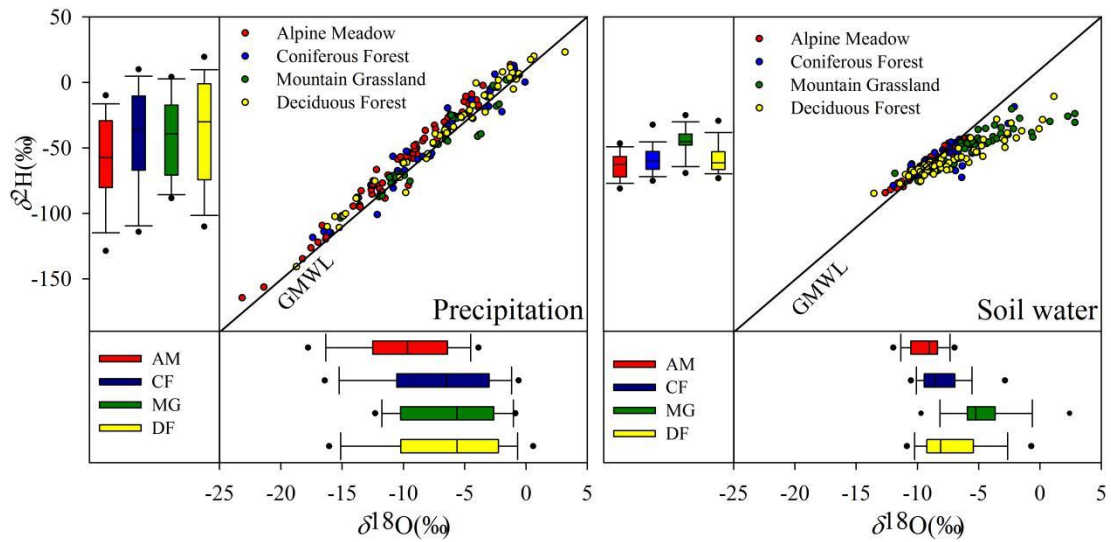 50
0
-50
-100
-150
δ²H(‰)
Alpine Meadow
Coniferous Forest
Mountain Grassland
Deciduous Forest
GMWL
Precipitation
AM
CF
MG
DF
-25 -20 -15 -10 -5 0 5
δ¹⁸O(‰)
Alpine Meadow
Coniferous Forest
Mountain Grassland
Deciduous Forest
GMWL
Soil water
AM
CF
MG
DF
-25 -20 -15 -10 -5 0 5
δ¹⁸O(‰)